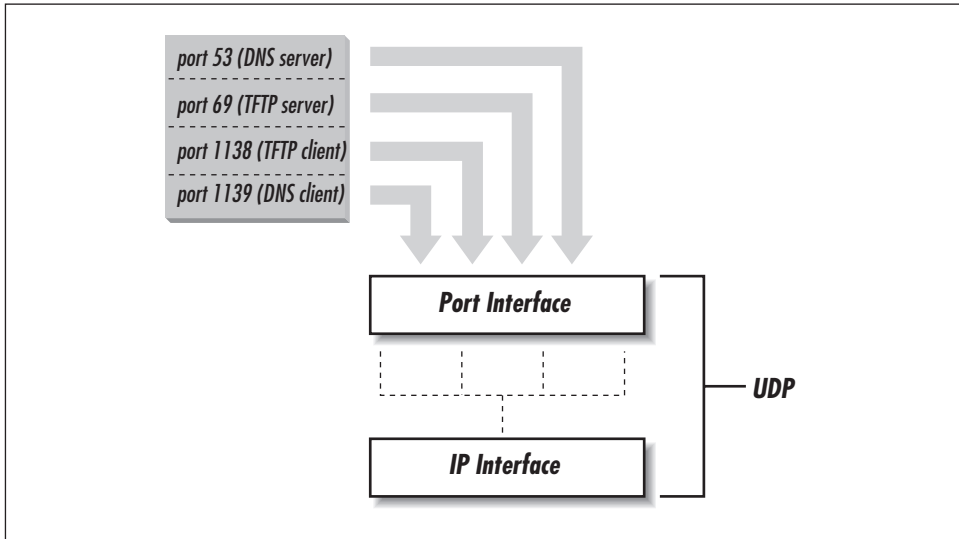 port 53 (DNS server)
port 69 (TFTP server)
port 1138 (TFTP client)
port 1139 (DNS client)
Port Interface
UDP
IP Interface